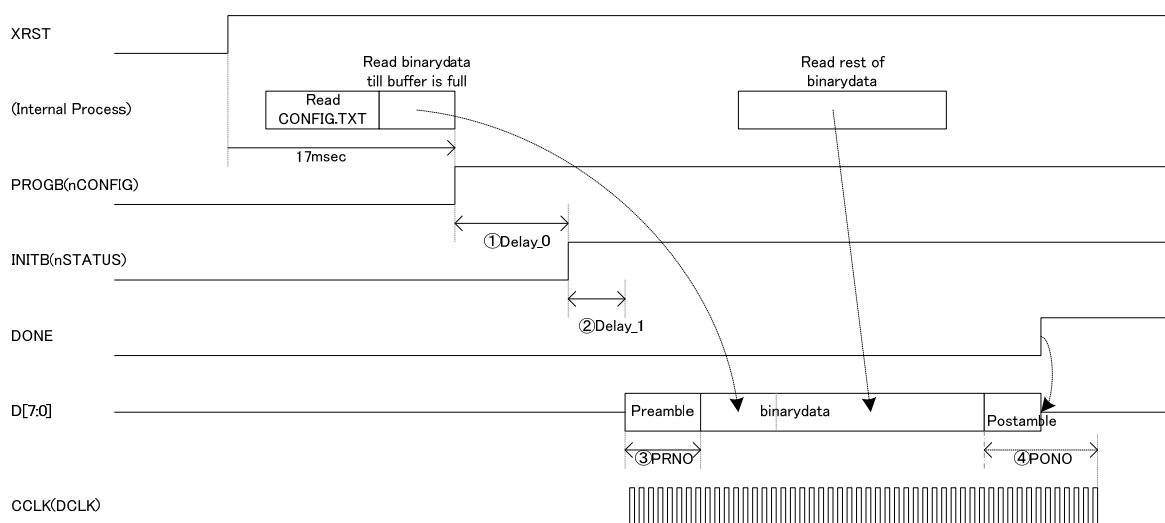 XRST
Read binarydata
till buffer is full
Read rest of
binarydata
(Internal Process)
Read
CONFIG.TXT
17msec
PROGB(nCONFIG)
①Delay_0
INITB(nSTATUS)
②Delay_1
DONE
D[7:0]
Preamble
binarydata
Postamble
③PRNO
④PONO
CCLK(DCLK)